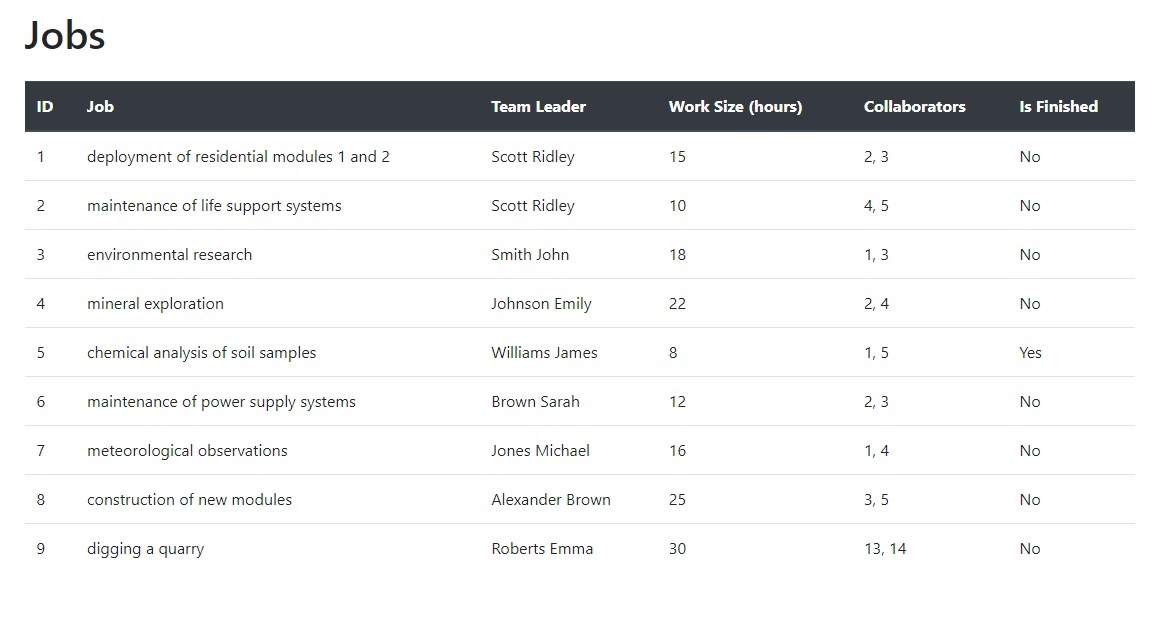 Jobs
ID Job Team Leader Work Size (hours) Collaborators Is Finished
1 deployment of residential modules 1 and 2 Scott Ridley 15 2, 3 No
2 maintenance of life support systems Scott Ridley 10 4, 5 No
3 environmental research Smith John 18 1, 3 No
4 mineral exploration Johnson Emily 22 2, 4 No
5 chemical analysis of soil samples Williams James 8 1, 5 Yes
6 maintenance of power supply systems Brown Sarah 12 2, 3 No
7 meteorological observations Jones Michael 16 1, 4 No
8 construction of new modules Alexander Brown 25 3, 5 No
9 digging a quarry Roberts Emma 30 13, 14 No